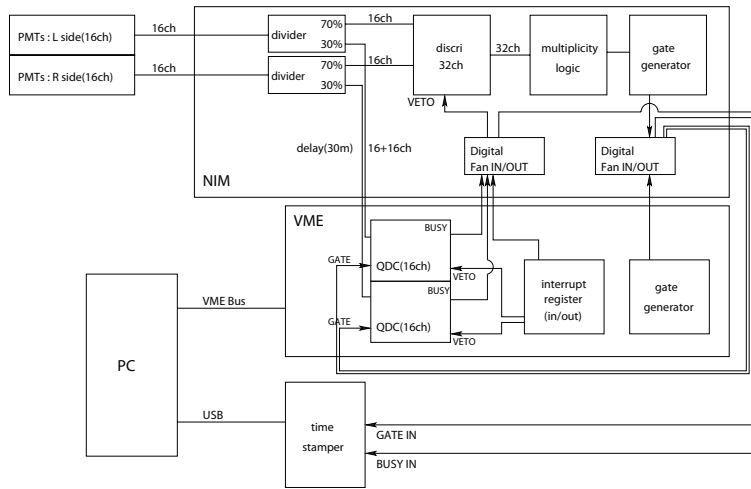 PMTs : L side(16ch)
PMTs : R side(16ch)
16ch
16ch
divider
70%
30%
divider
70%
30%
16ch
16ch
discri
32ch
32ch
multiplicity
logic
gate
generator
VETO
delay(30m)
16+16ch
Digital
Fan IN/OUT
Digital
Fan IN/OUT
NIM
VME
BUSY
QDC(16ch)
GATE
VETO
BUSY
QDC(16ch)
GATE
VETO
interrupt
register
(in/out)
gate
generator
VME Bus
PC
USB
time
stamper
GATE IN
BUSY IN